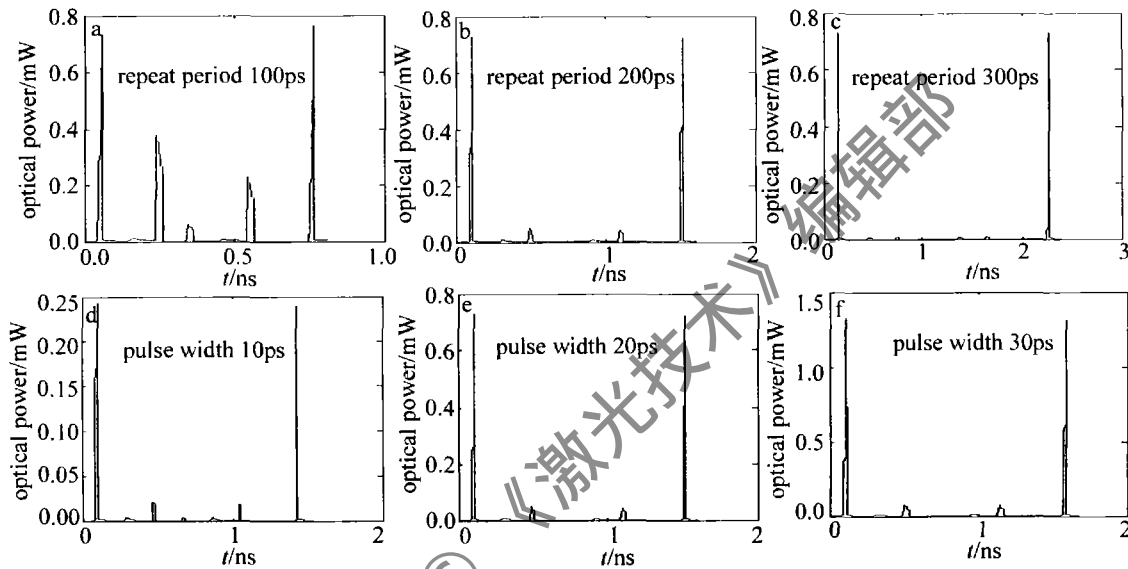 a
repeat period 100ps
optical power/mW
0.8
0.6
0.4
0.2
0.0
0.0 0.5 1.0
t/ns
b
repeat period 200ps
optical power/mW
0.8
0.6
0.4
0.2
0.0
0 1 2
t/ns
c
repeat period 300ps
optical power/mW
0.8
0.6
0.4
0.2
0.0
0 1 2 3
t/ns
d
pulse width 10ps
optical power/mW
0.25
0.20
0.15
0.10
0.05
0.00
0 1 2
t/ns
e
pulse width 20ps
optical power/mW
0.8
0.6
0.4
0.2
0.0
0 1 2
t/ns
f
pulse width 30ps
optical power/mW
1.5
1.0
0.5
0.0
0 1 2
t/ns
©《激光技术》编辑部